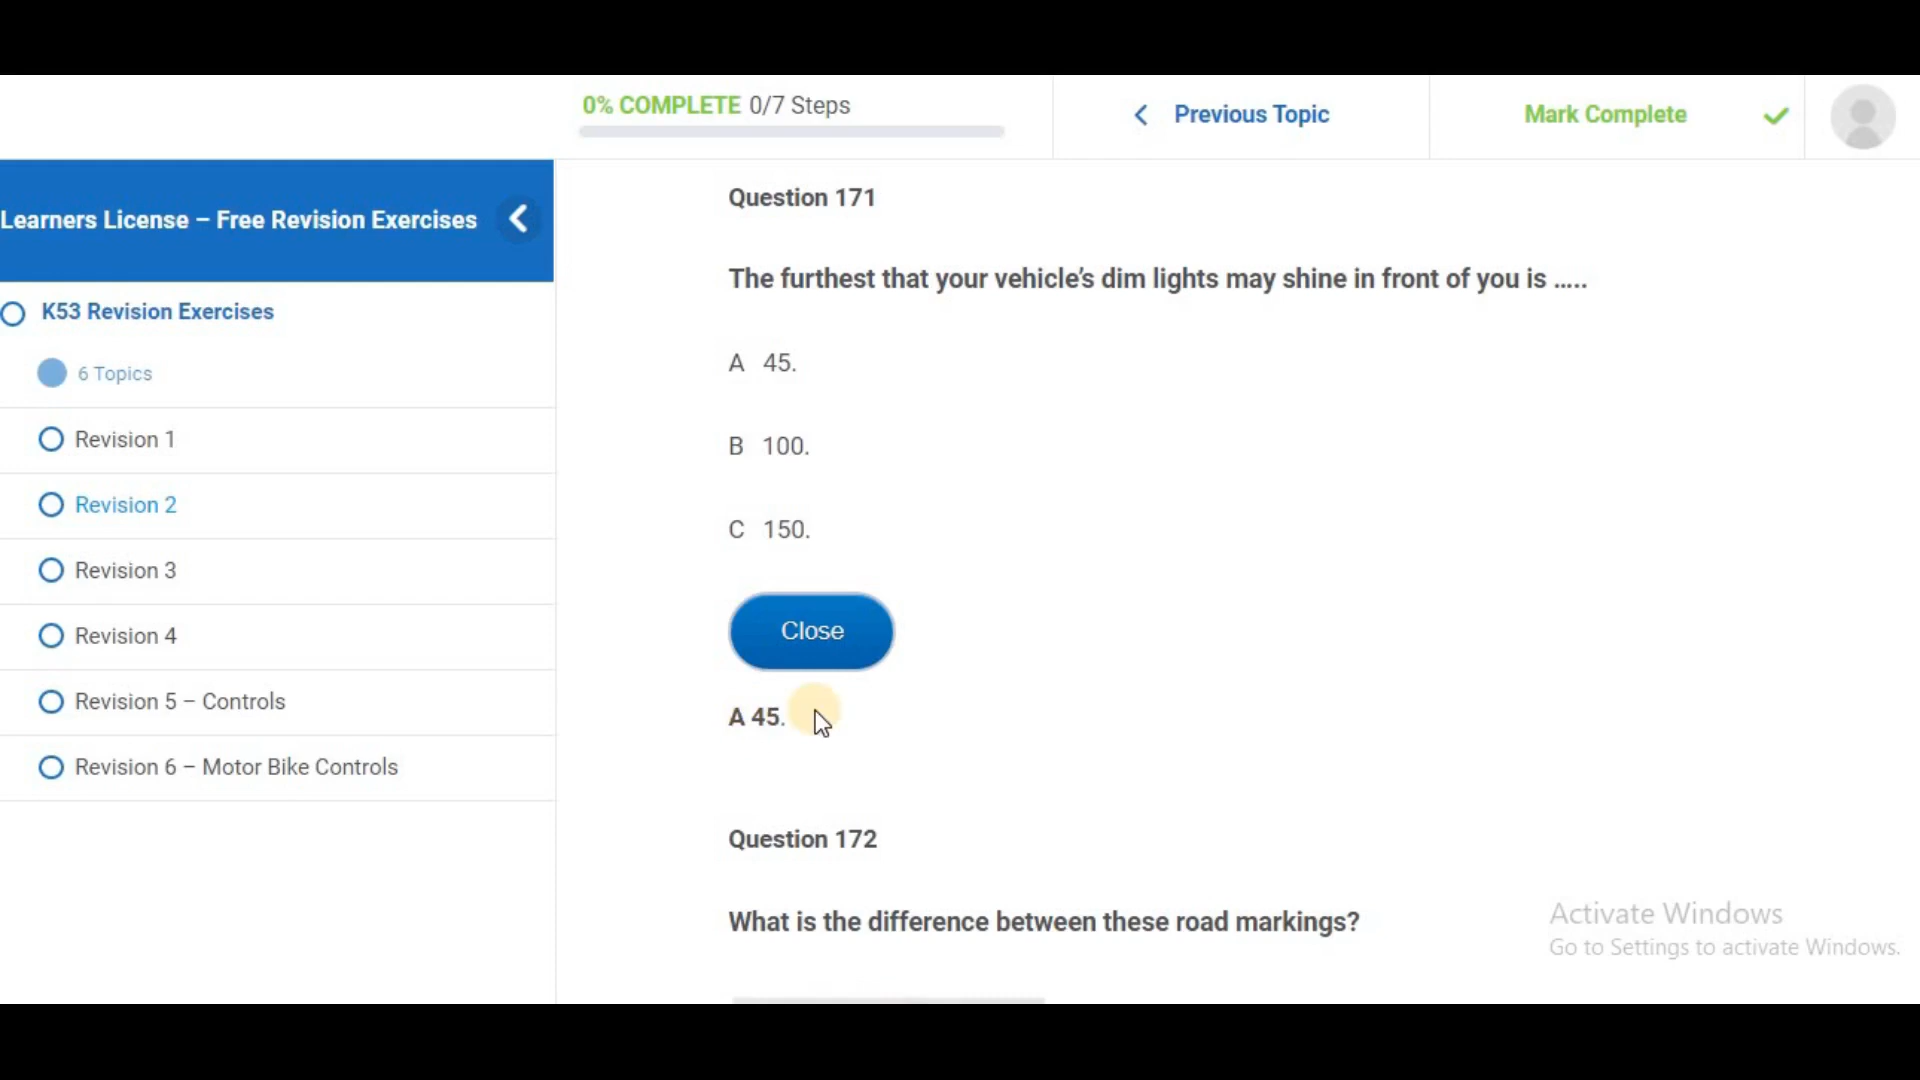 0% COMPLETE 0/7 Steps
Previous Topic
Mark Complete
Learners License – Free Revision Exercises
K53 Revision Exercises
6 Topics
Revision 1
Revision 2
Revision 3
Revision 4
Revision 5 – Controls
Revision 6 – Motor Bike Controls
Question 171
The furthest that your vehicle’s dim lights may shine in front of you is …..
A 45.
B 100.
C 150.
Close
A 45.
Question 172
What is the difference between these road markings?
Activate Windows
Go to Settings to activate Windows.